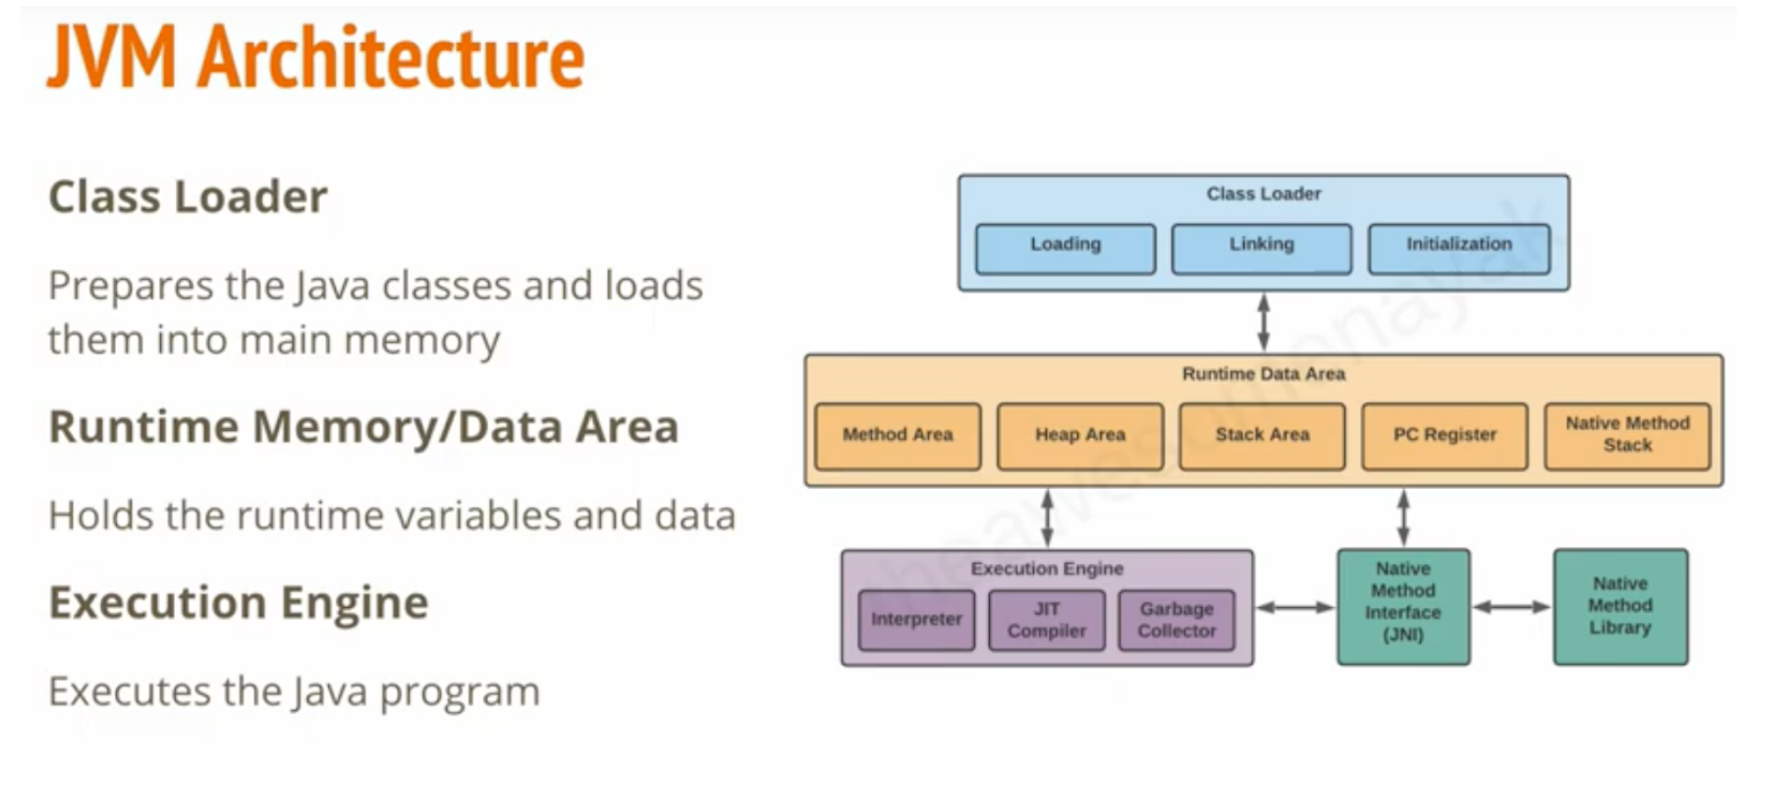 JVM Architecture
Class Loader
Prepares the Java classes and loads
them into main memory
Runtime Memory/Data Area
Holds the runtime variables and data
Execution Engine
Executes the Java program
Class Loader
Loading
Linking
Initialization
Runtime Data Area
Method Area
Heap Area
Stack Area
PC Register
Native Method
Stack
Execution Engine
Interpreter
JIT
Compiler
Garbage
Collector
Native
Method
Interface
(JNI)
Native
Method
Library
theawesomenayak